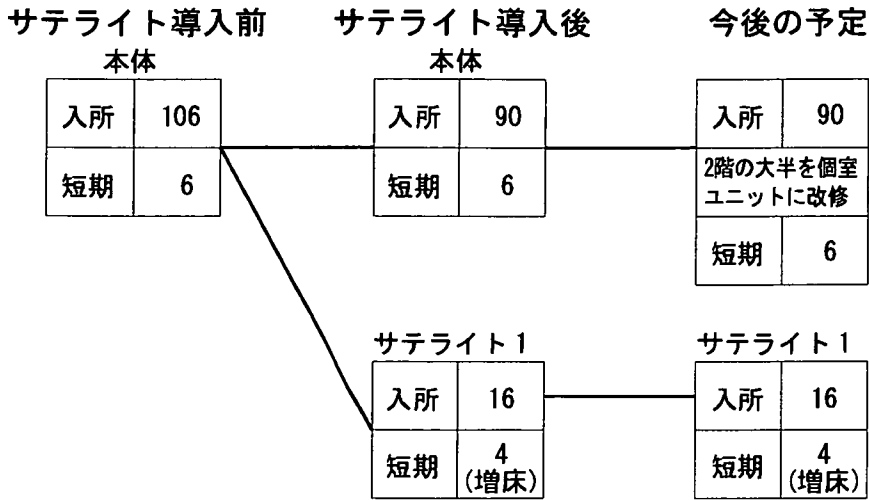 サテライト導入前
サテライト導入後
今後の予定
本体
本体
入所 106
短期 6
入所 90
短期 6
入所 90
2階の大半を個室
ユニットに改修
短期 6
サテライト1
入所 16
短期 4
(増床)
サテライト1
入所 16
短期 4
(増床)